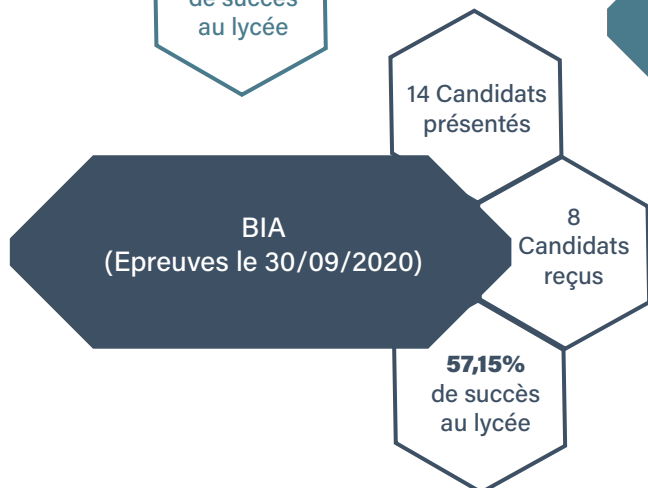 de succès
au lycée
14 Candidats
présentés
BIA
(Epreuves le 30/09/2020)
8
Candidats
reçus
57,15%
de succès
au lycée